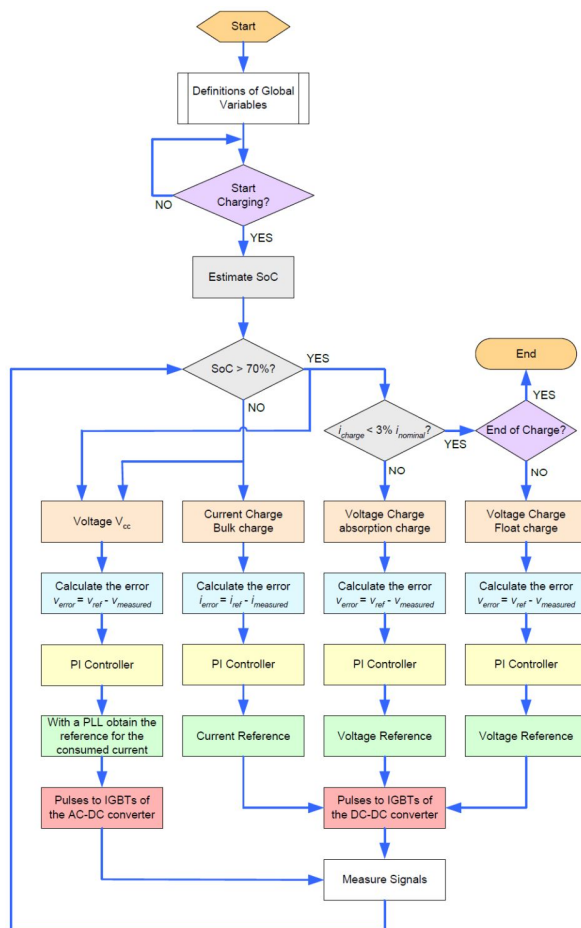 Start
Definitions of Global
Variables
Start
Charging?
NO
YES
Estimate SoC
SoC > 70%?
YES
NO
End
YES
i_charge < 3% i_nominal?
YES
End of Charge?
NO
NO
Voltage V_cc
Current Charge
Bulk charge
Voltage Charge
absorption charge
Voltage Charge
Float charge
Calculate the error
v_error = v_ref - v_measured
Calculate the error
i_error = i_ref - i_measured
Calculate the error
v_error = v_ref - v_measured
Calculate the error
v_error = v_ref - v_measured
PI Controller
PI Controller
PI Controller
PI Controller
With a PLL obtain the
reference for the
consumed current
Current Reference
Voltage Reference
Voltage Reference
Pulses to IGBTs of
the AC-DC converter
Pulses to IGBTs of
the DC-DC converter
Measure Signals